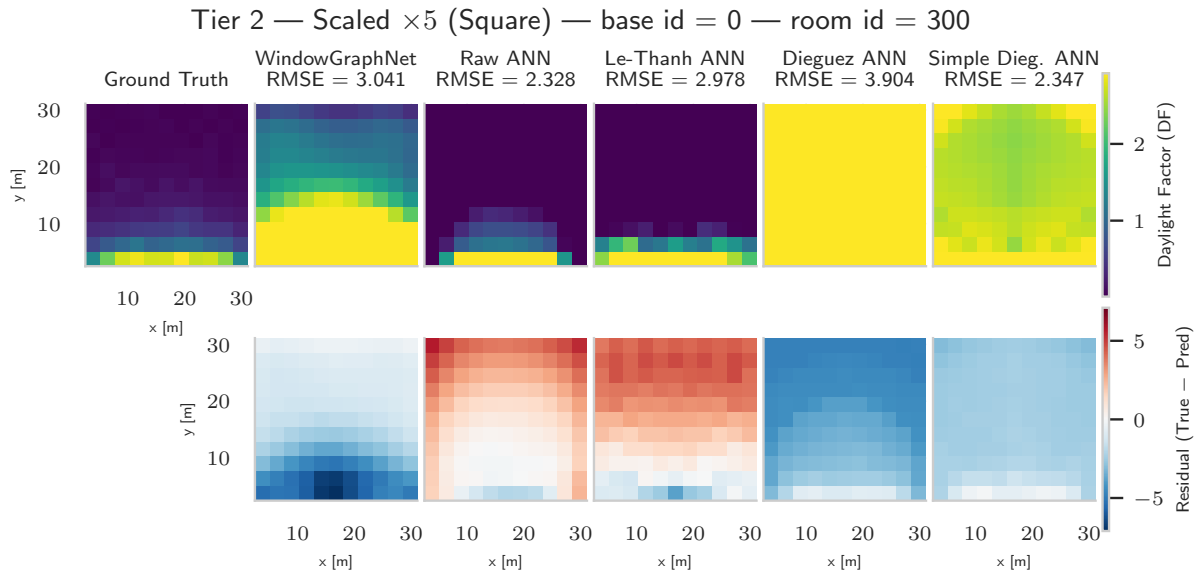 Tier 2 — Scaled ×5 (Square) — base id = 0 — room id = 300
Ground Truth
WindowGraphNet
RMSE = 3.041
Raw ANN
RMSE = 2.328
Le-Thanh ANN
RMSE = 2.978
Dieguez ANN
RMSE = 3.904
Simple Dieg. ANN
RMSE = 2.347
30
20
10
y [m]
10 20 30
x [m]
2
1
Daylight Factor (DF)
30
20
10
y [m]
10 20 30
x [m]
10 20 30
x [m]
10 20 30
x [m]
10 20 30
x [m]
10 20 30
x [m]
5
0
−5
Residual (True − Pred)